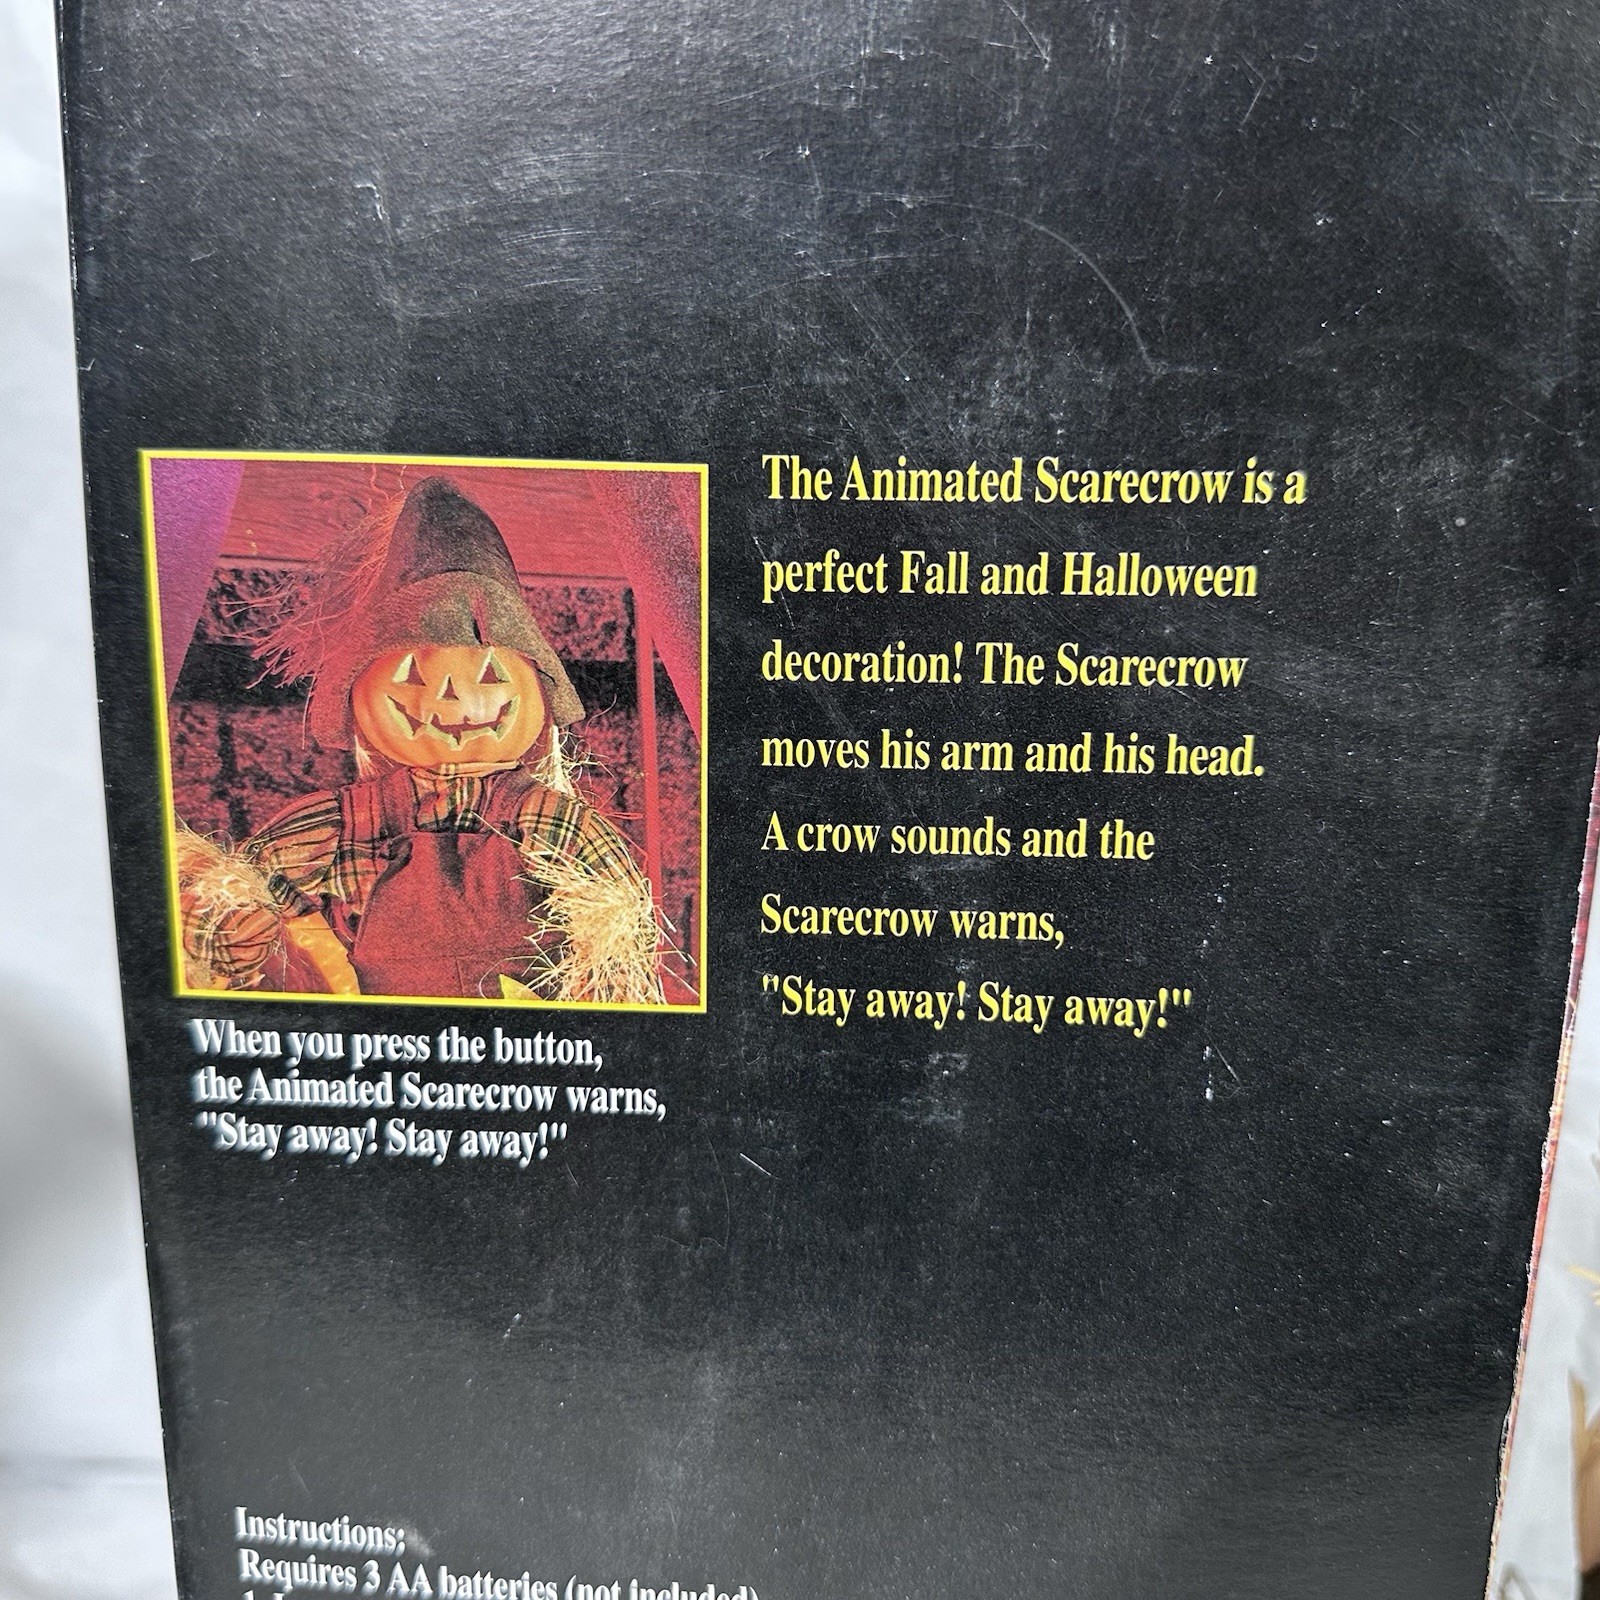 The Animated Scarecrow is a
perfect Fall and Halloween
decoration! The Scarecrow
moves his arm and his head.
A crow sounds and the
Scarecrow warns,
"Stay away! Stay away!"
When you press the button,
the Animated Scarecrow warns,
"Stay away! Stay away!"
Instructions;
Requires 3 AA batteries (not included)